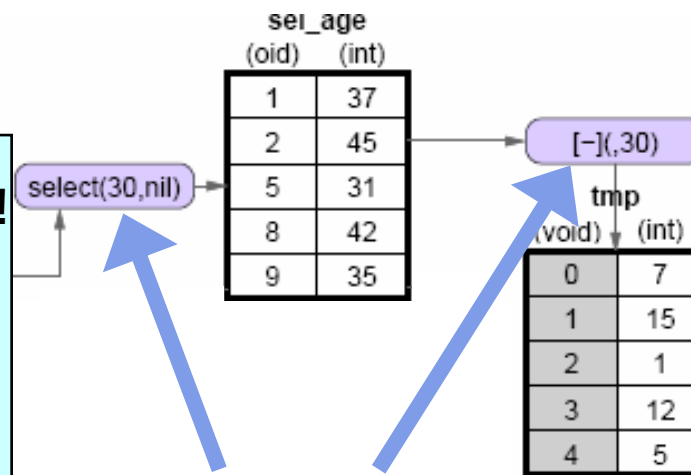 sel_age
(oid) (int)
1 37
2 45
5 31
8 42
9 35
select(30,nil)
!
[−](,30)
tmp
(void) (int)
0 7
1 15
2 1
3 12
4 5